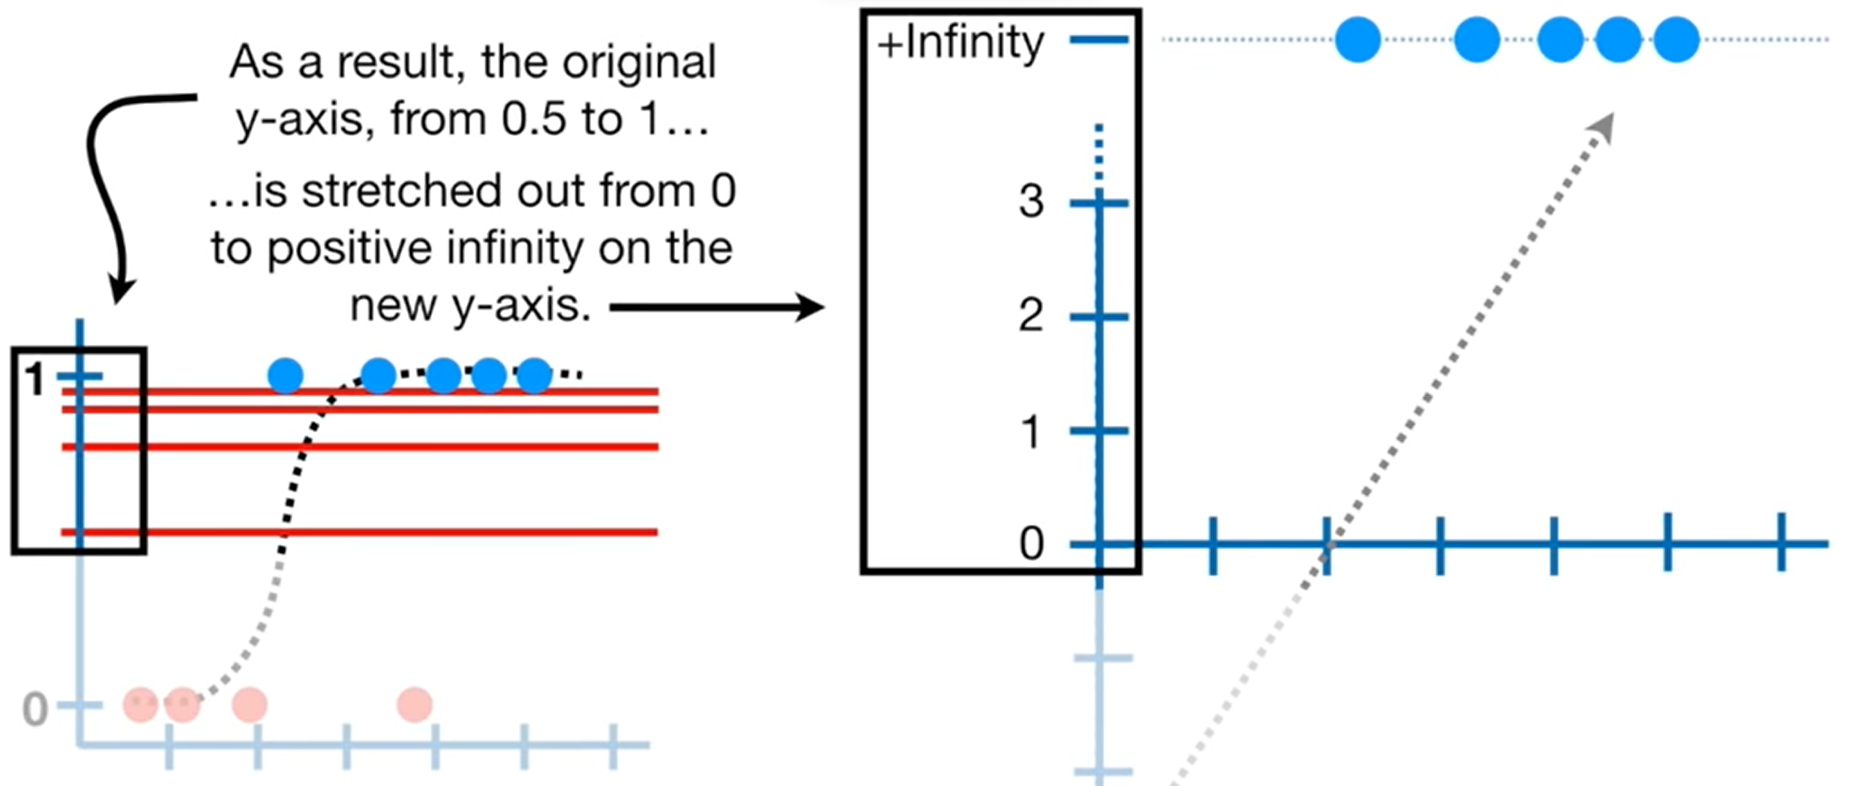 As a result, the original
y-axis, from 0.5 to 1…
…is stretched out from 0
to positive infinity on the
new y-axis.
1
0
+Infinity
3
2
1
0